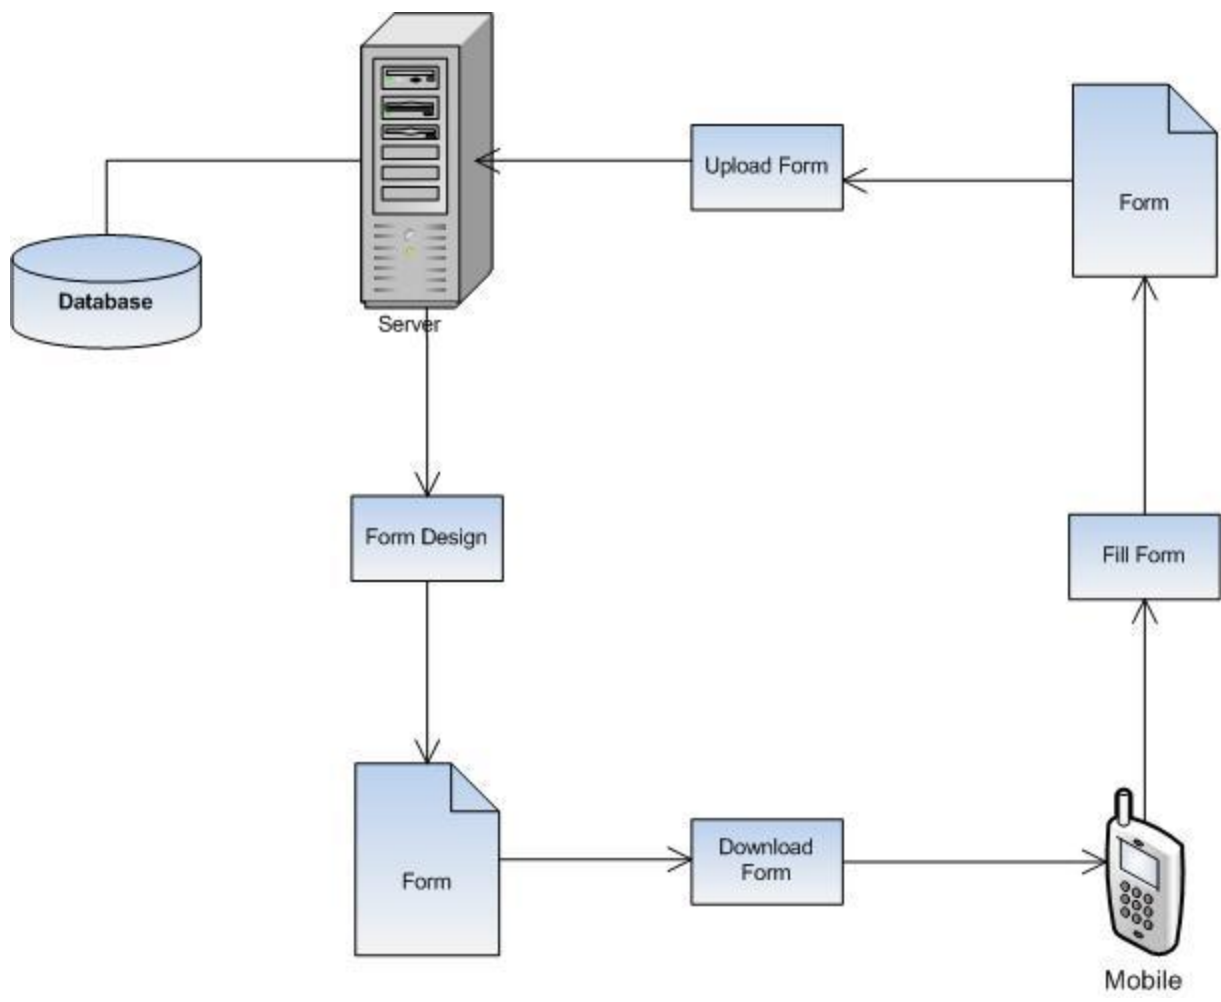 Upload Form
Form
Database
Server
Form Design
Fill Form
Download
Form
Form
Mobile